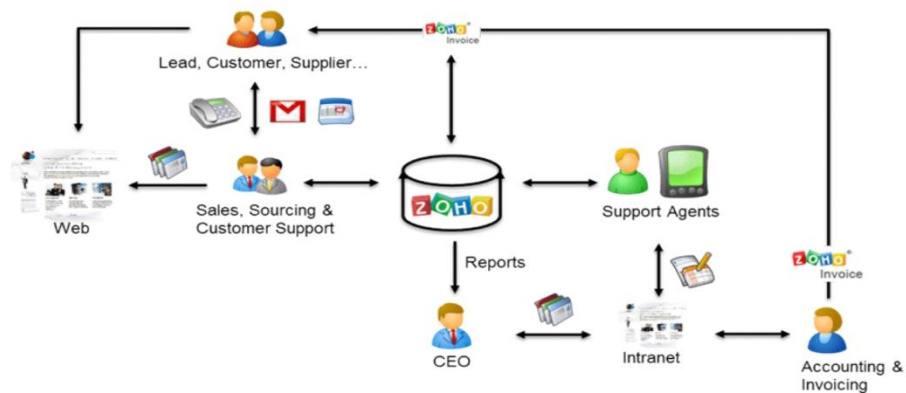 ZOHO
Invoice
Lead, Customer, Supplier...
Web
Sales, Sourcing &
Customer Support
ZOHO
Support Agents
Reports
CEO
Intranet
ZOHO
Invoice
Accounting &
Invoicing